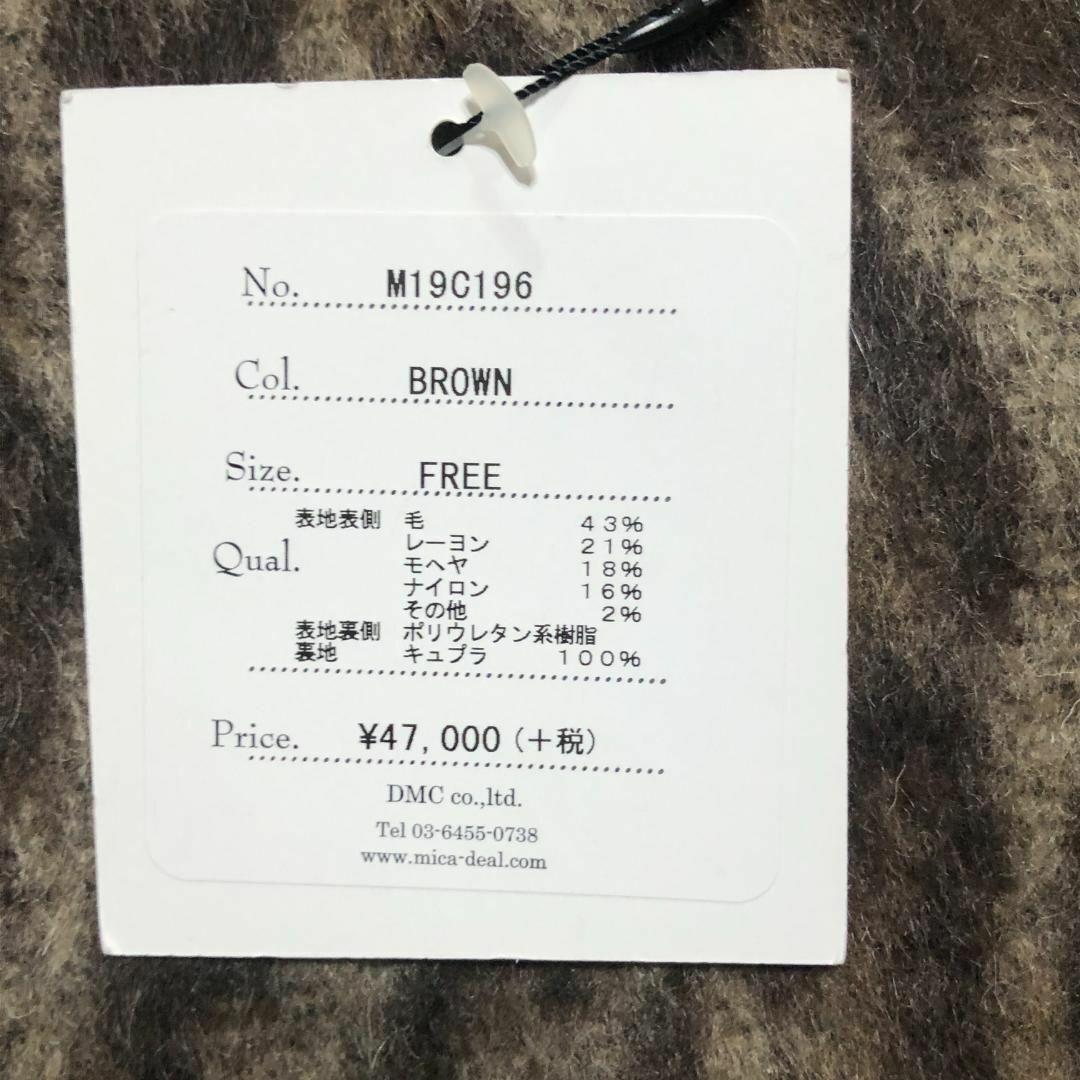 No. M19C196
Col. BROWN
Size. FREE
表地表側 毛 43%
レーヨン 21%
Qual. モヘヤ 18%
ナイロン 16%
その他 2%
表地裏側 ポリウレタン系樹脂
裏地 キュプラ 100%
Price. ¥47,000(+税)
DMC co.,ltd.
Tel 03-6455-0738
www.mica-deal.com